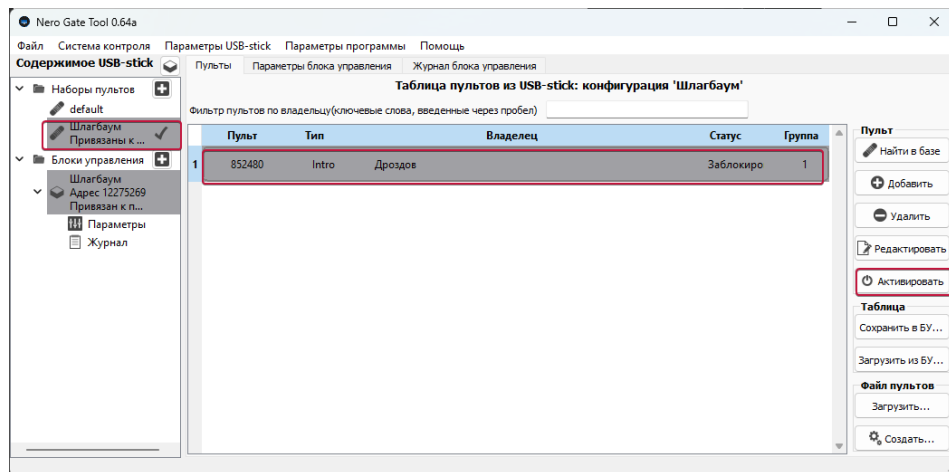 Nero Gate Tool 0.64a
Файл Система контроля Параметры USB-stick Параметры программы Помощь
Содержимое USB-stick
Наборы пультов
default
Шлагбаум
Привязаны к ...
Блоки управления
Шлагбаум
Адрес 12275269
Привязан к п...
Параметры
Журнал
Пульты Параметры блока управления Журнал блока управления
Таблица пультов из USB-stick: конфигурация 'Шлагбаум'
Фильтр пультов по владельцу(ключевые слова, введенные через пробел)
Пульт Тип Владелец Статус Группа
1 852480 Intro Дроздов Заблокиро 1
Пульт
Найти в базе
Добавить
Удалить
Редактировать
Активировать
Таблица
Сохранить в БУ...
Загрузить из БУ...
Файл пультов
Загрузить...
Создать...